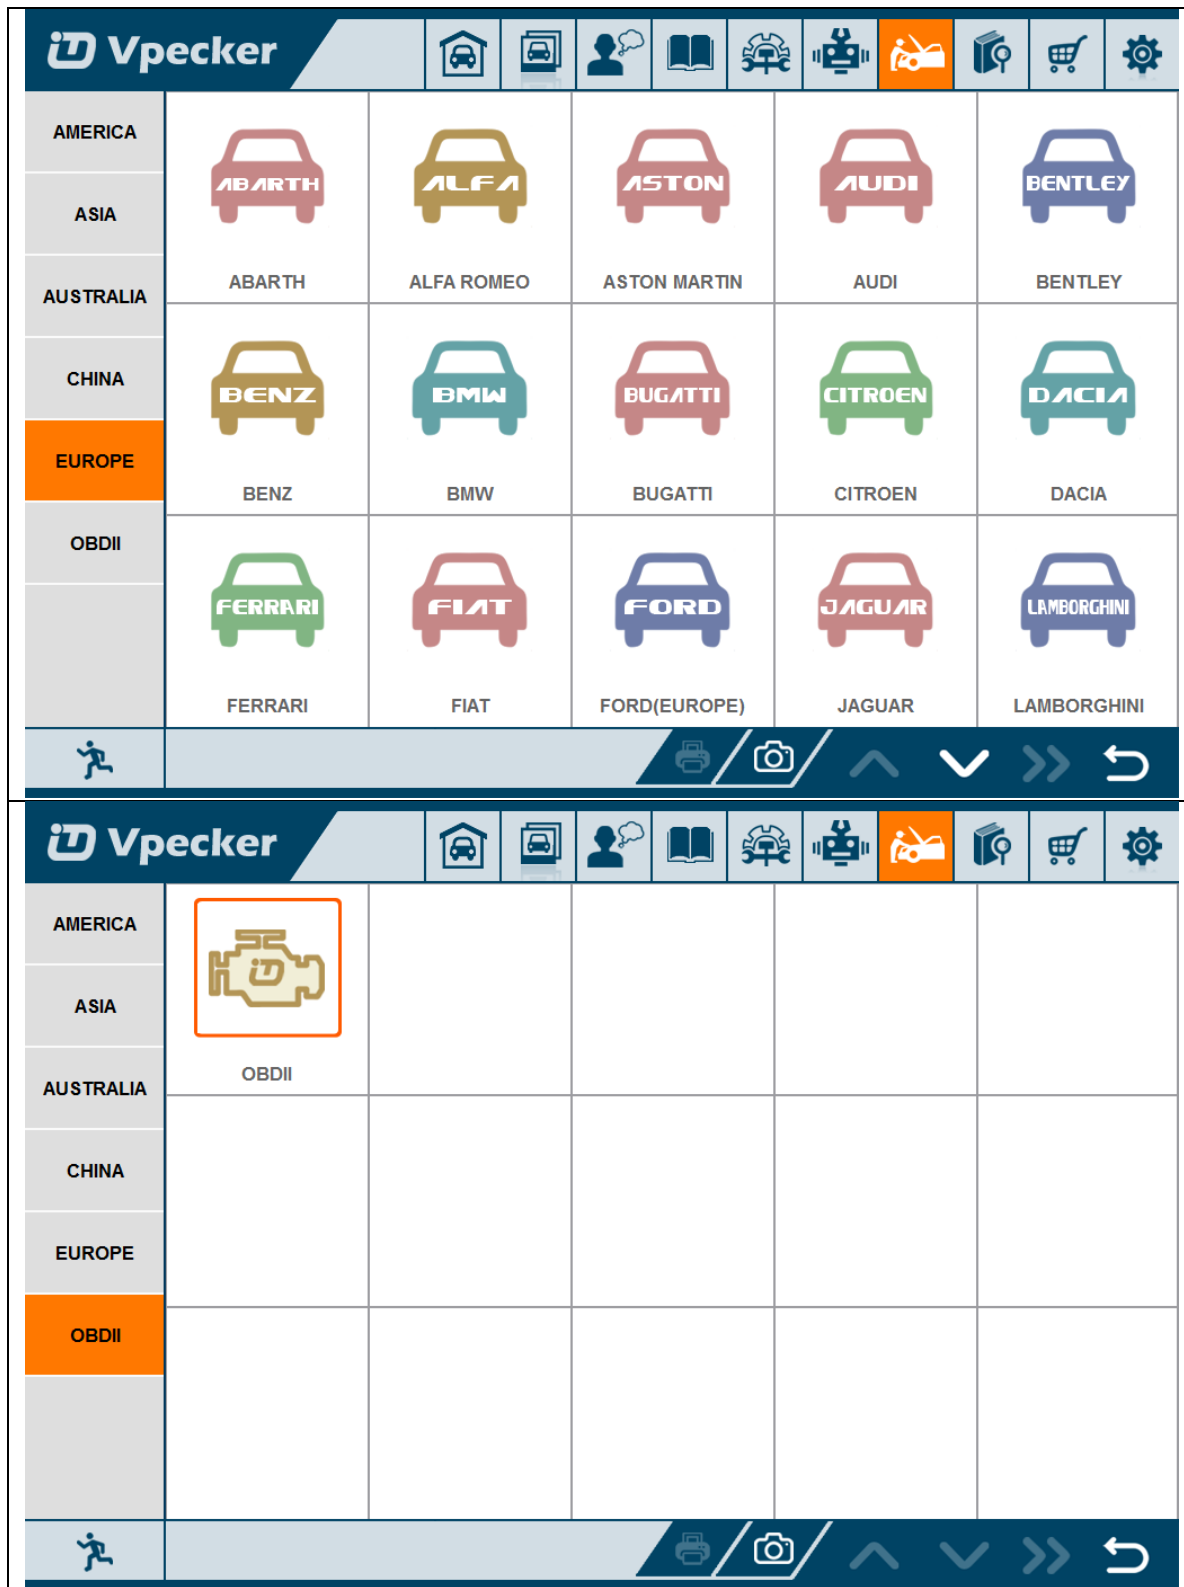 Vpecker
AMERICA
ASIA
AUSTRALIA
CHINA
EUROPE
OBDII
ABARTH ALFA ASTON AUDI BENTLEY
ABARTH ALFA ROMEO ASTON MARTIN AUDI BENTLEY
BENZ BMW BUGATTI CITROEN DACIA
BENZ BMW BUGATTI CITROEN DACIA
FERRARI FIAT FORD JAGUAR LAMBORGHINI
FERRARI FIAT FORD(EUROPE) JAGUAR LAMBORGHINI
Vpecker
AMERICA
ASIA
AUSTRALIA
CHINA
EUROPE
OBDII
OBDII